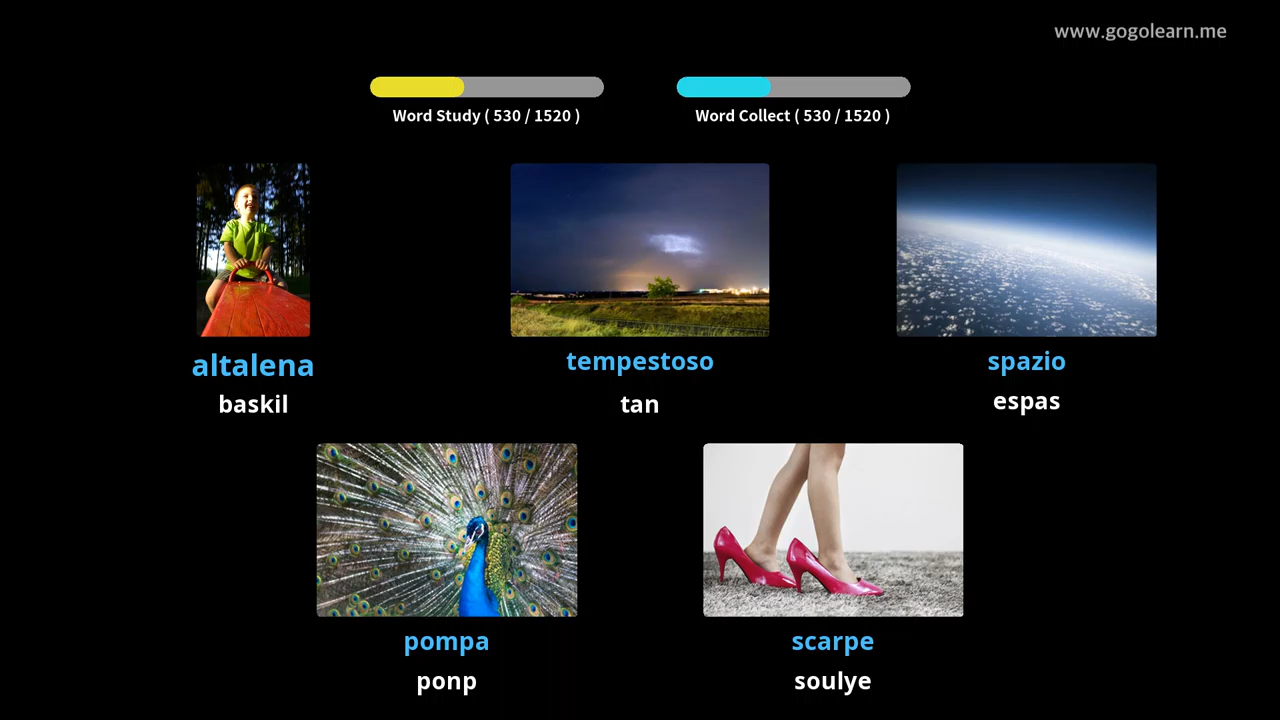 www.gogolearn.me
Word Study ( 530 / 1520 )
Word Collect ( 530 / 1520 )
altalena
baskil
tempestoso
tan
spazio
espas
pompa
ponp
scarpe
soulye